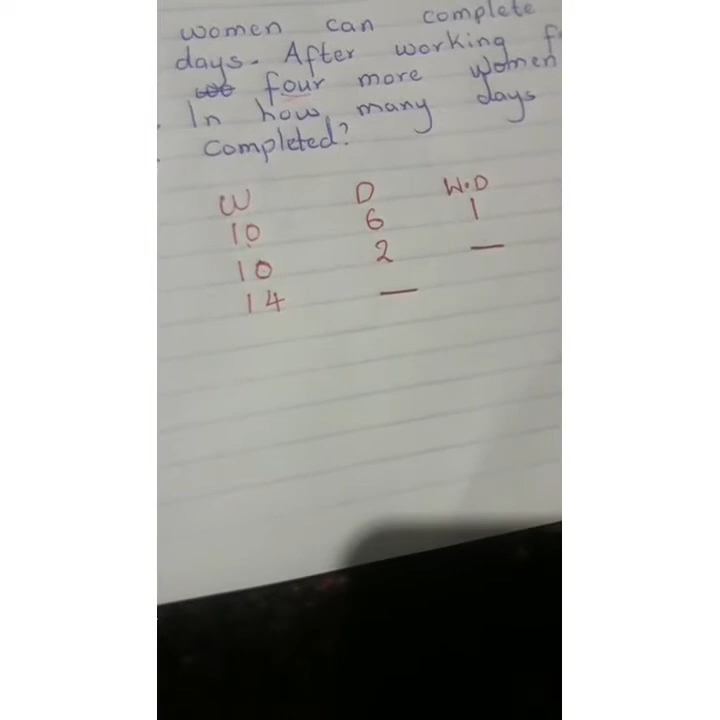 women can complete
days. After working f
four more women
In how many days
Completed?
W D W.D
10 6 1
10 2 —
14 —